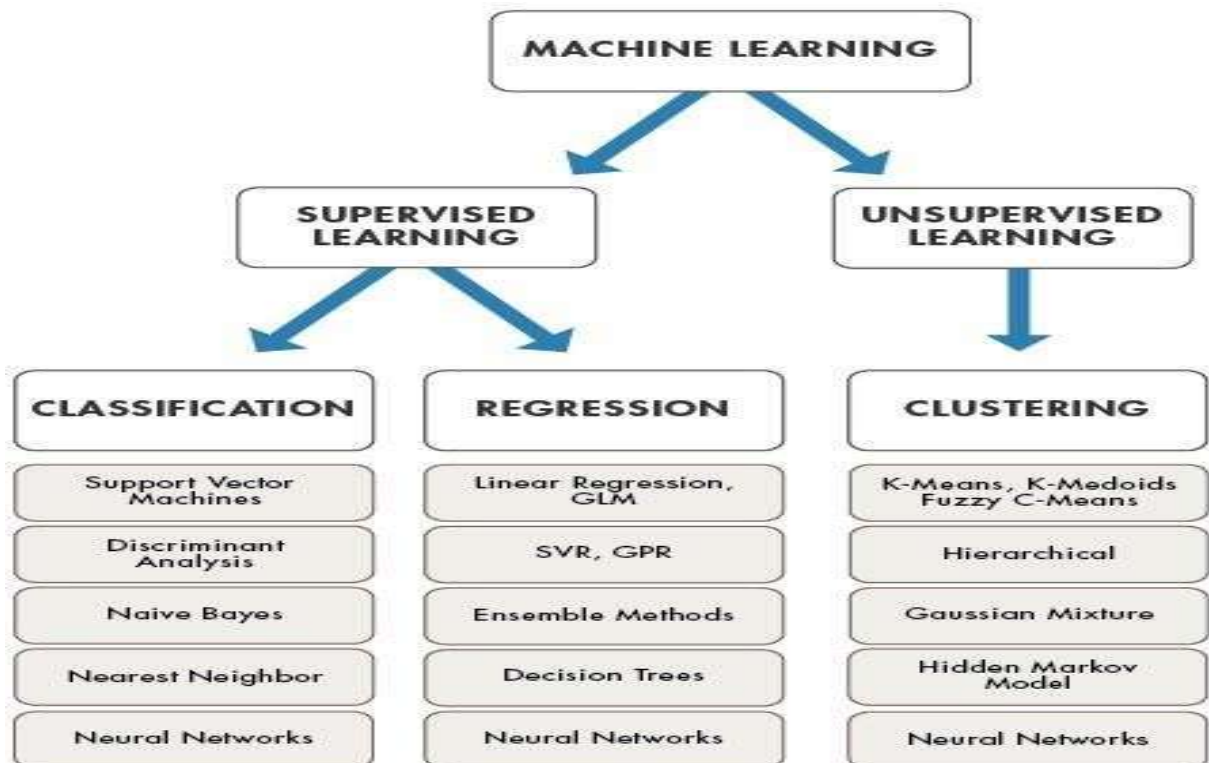 MACHINE LEARNING
SUPERVISED
LEARNING
UNSUPERVISED
LEARNING
CLASSIFICATION
REGRESSION
CLUSTERING
Support Vector
Machines
Discriminant
Analysis
Naive Bayes
Nearest Neighbor
Neural Networks
Linear Regression,
GLM
SVR, GPR
Ensemble Methods
Decision Trees
Neural Networks
K-Means, K-Medoids
Fuzzy C-Means
Hierarchical
Gaussian Mixture
Hidden Markov
Model
Neural Networks